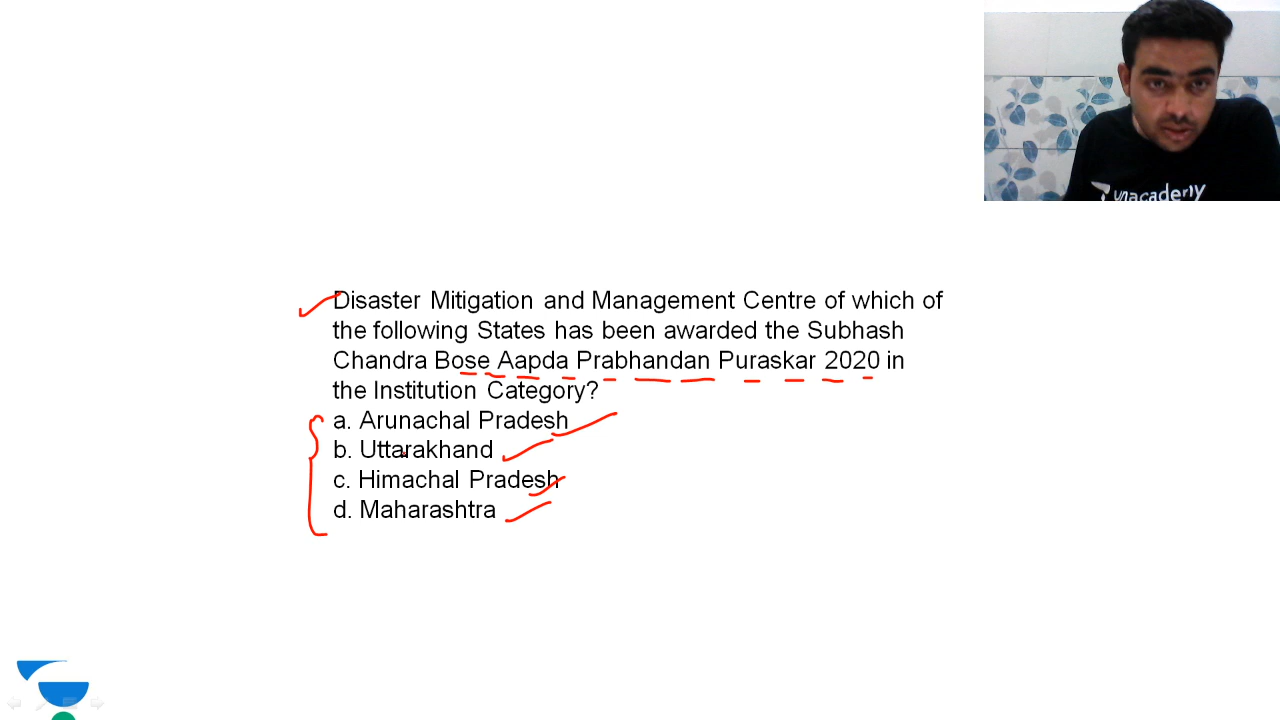 unacademy
Disaster Mitigation and Management Centre of which of
the following States has been awarded the Subhash
Chandra Bose Aapda Prabhandan Puraskar 2020 in
the Institution Category?
a. Arunachal Pradesh
b. Uttarakhand
c. Himachal Pradesh
d. Maharashtra